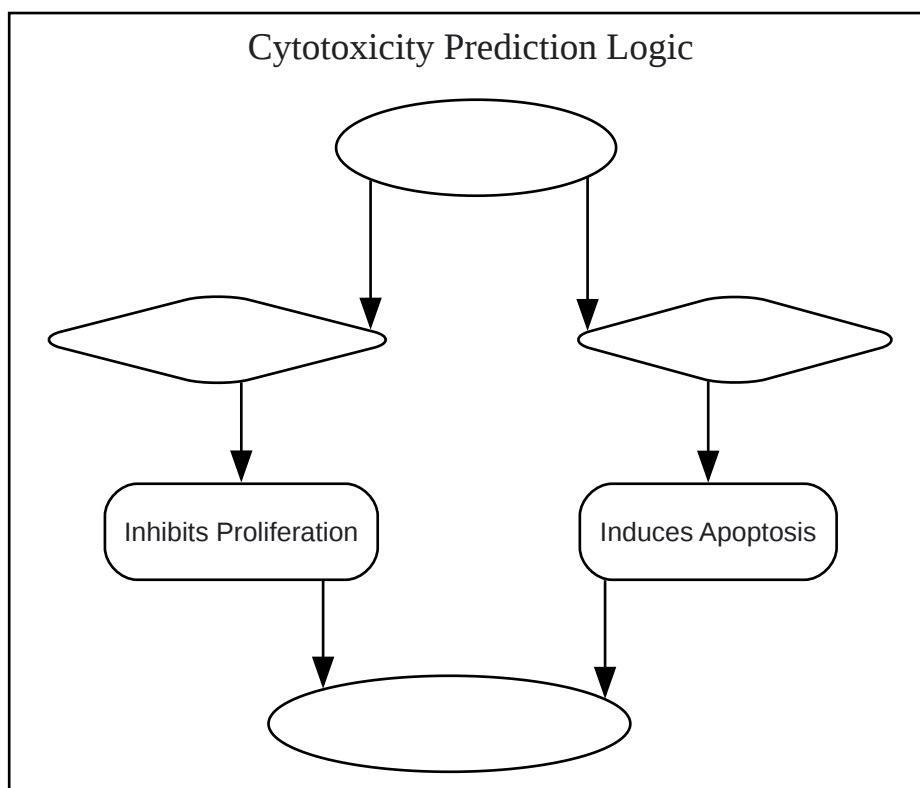 Cytotoxicity Prediction Logic
Inhibits Proliferation
Induces Apoptosis